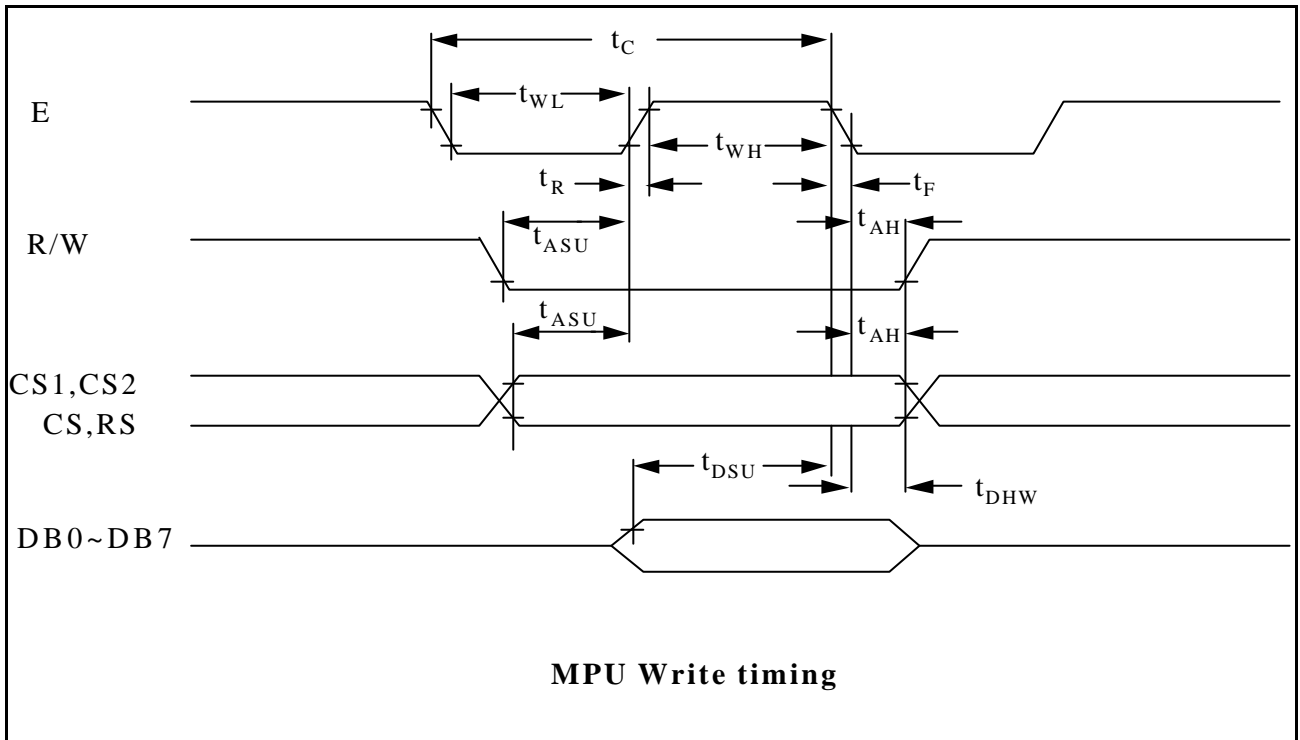 tC
E
tWL
tWH
tR
tF
R/W
tASU
tAH
tASU
tAH
CS1,CS2
CS,RS
tDSU
tDHW
DB0~DB7
MPU Write timing